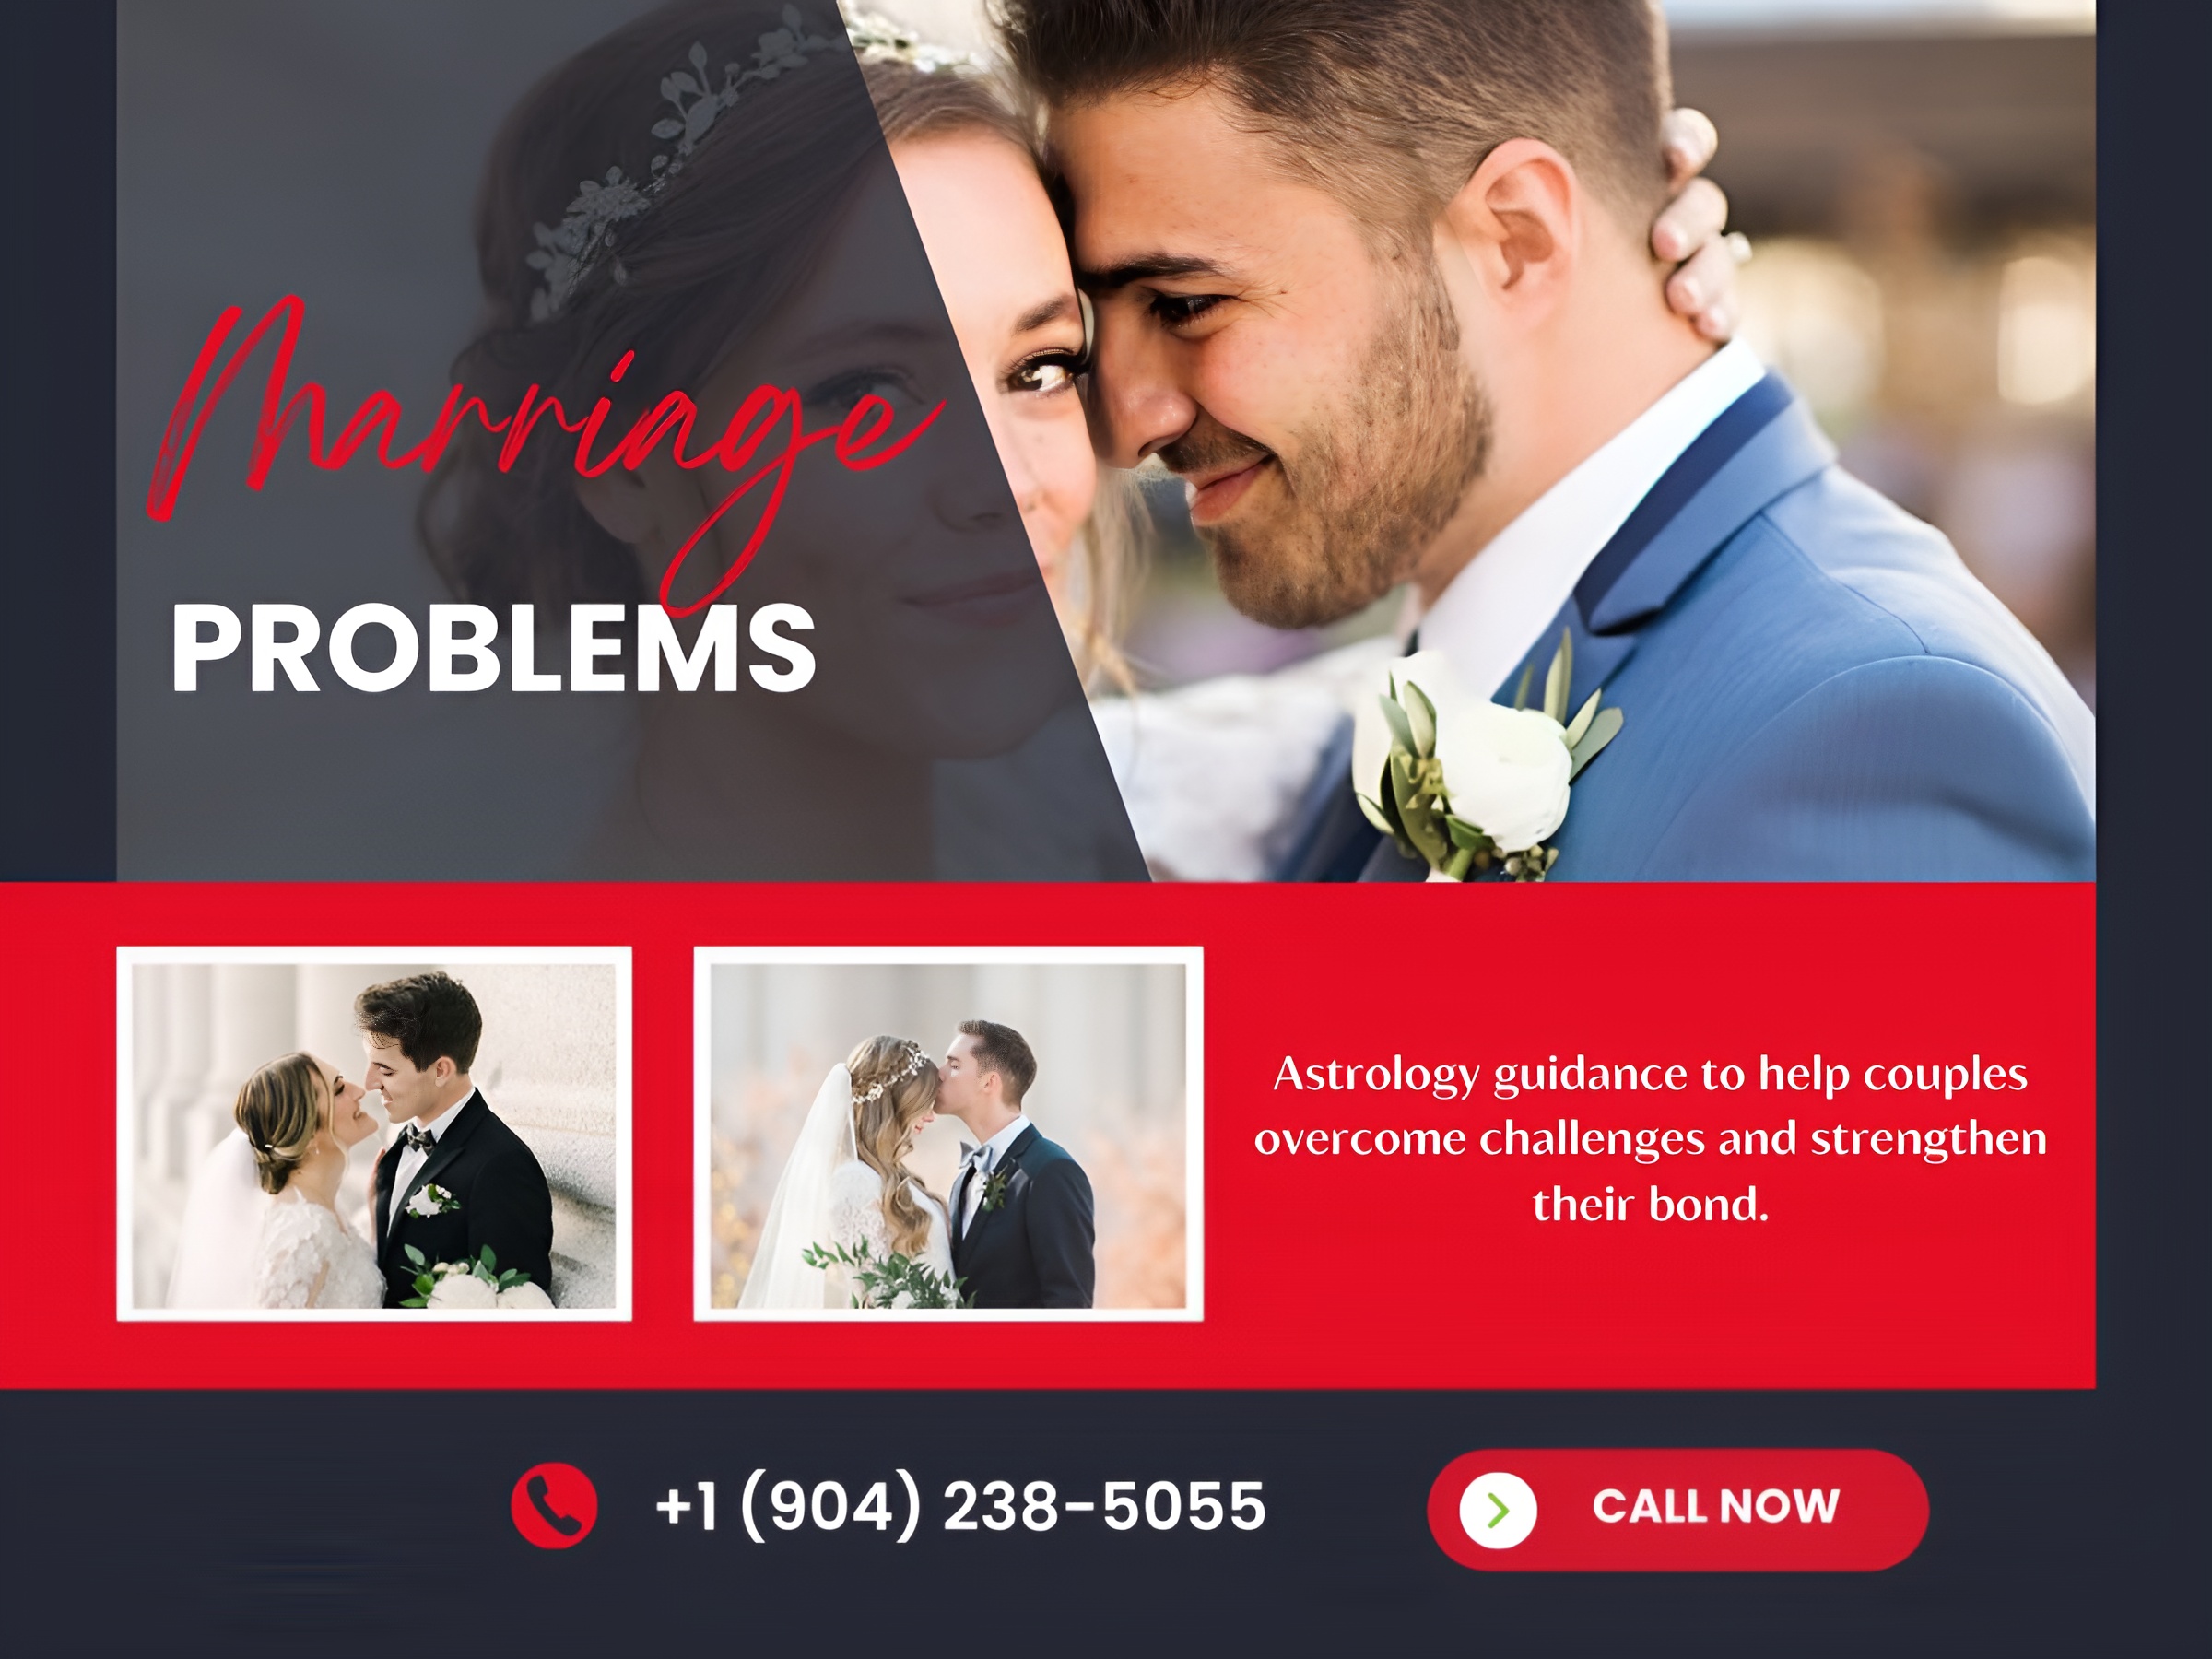 Marriage
PROBLEMS
Astrology guidance to help couples
overcome challenges and strengthen
their bond.
+1 (904) 238-5055
CALL NOW